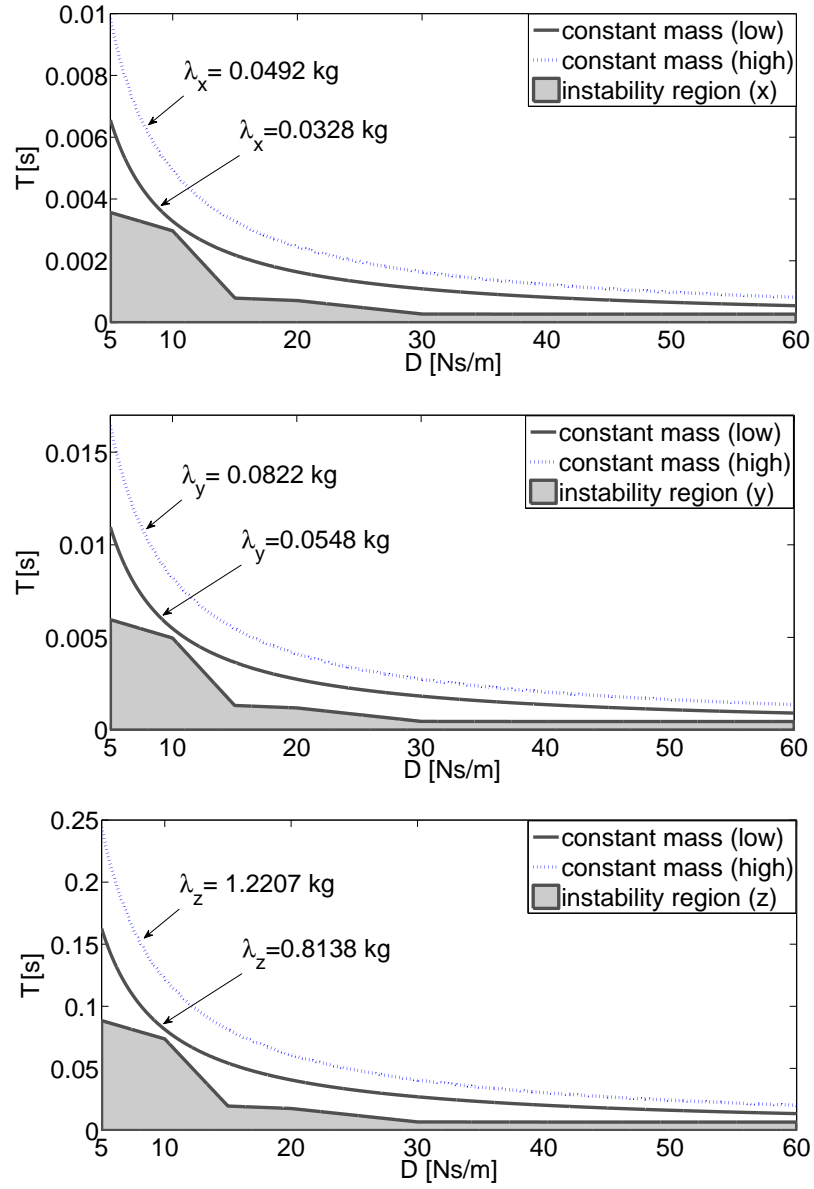 0.01
0.008
0.006
0.004
0.002
0
T[s]
λx= 0.0492 kg
λx=0.0328 kg
constant mass (low)
constant mass (high)
instability region (x)
5 10 20 30 40 50 60
D [Ns/m]
0.015
0.01
0.005
0
T[s]
λy= 0.0822 kg
λy=0.0548 kg
constant mass (low)
constant mass (high)
instability region (y)
5 10 20 30 40 50 60
D [Ns/m]
0.25
0.2
0.15
0.1
0.05
0
T[s]
λz= 1.2207 kg
λz=0.8138 kg
constant mass (low)
constant mass (high)
instability region (z)
5 10 20 30 40 50 60
D [Ns/m]